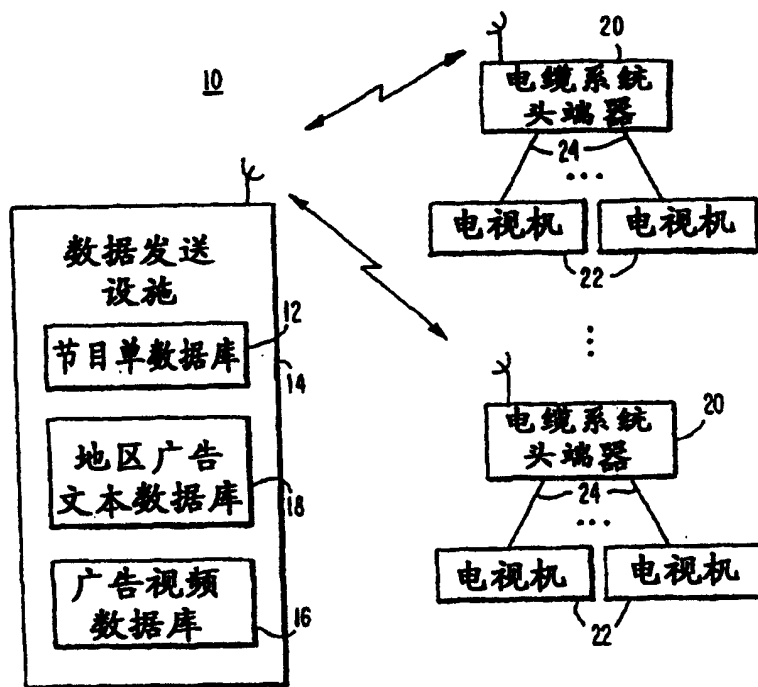 10
数据发送
设施
12
节目单数据库
14
地区广告
文本数据库
18
广告视频
数据库
16
20
电缆系统
头端器
24
...
电视机 电视机
22
20
电缆系统
头端器
24
...
电视机 电视机
22